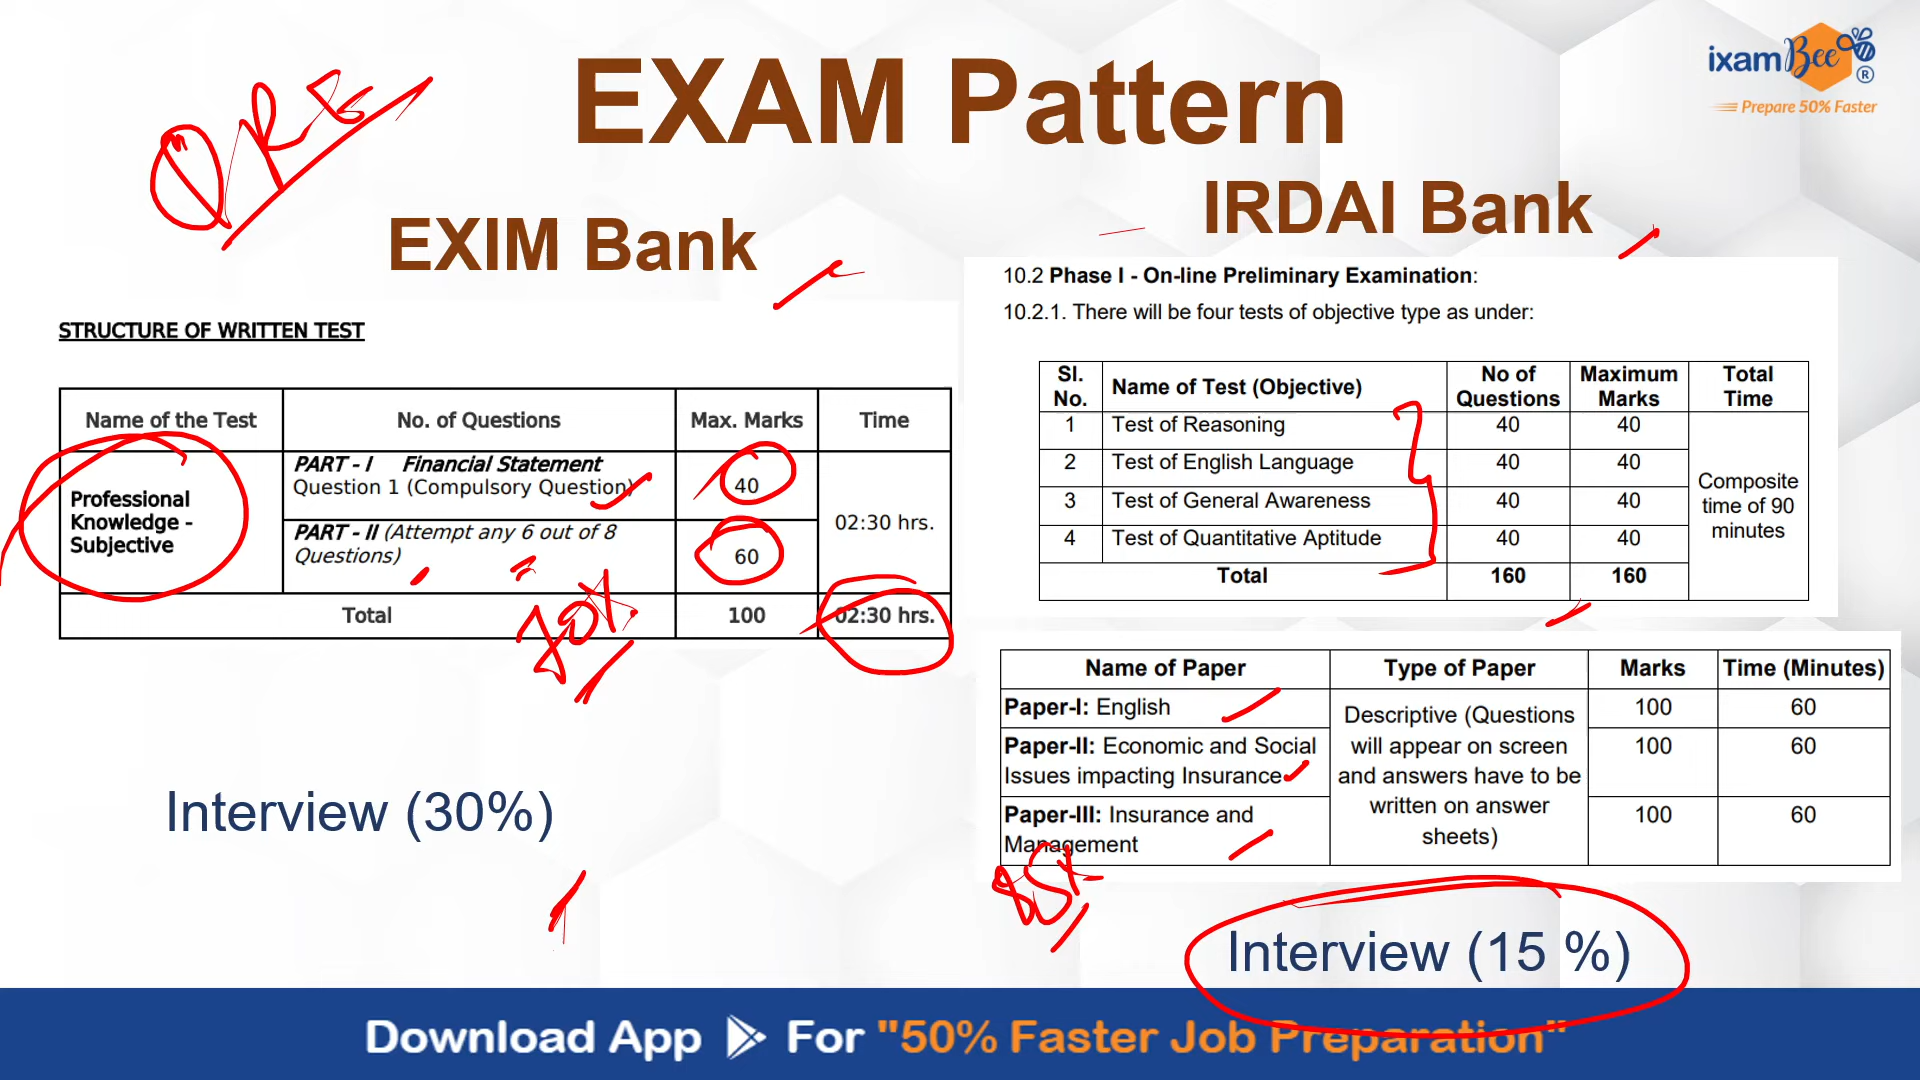 EXAM Pattern
ixamBee
®
Prepare 50% Faster
EXIM Bank
IRDAI Bank
STRUCTURE OF WRITTEN TEST
Name of the Test No. of Questions Max. Marks Time
Professional Knowledge - Subjective
PART - I Financial Statement
Question 1 (Compulsory Question)
40
PART - II (Attempt any 6 out of 8
Questions)
60
02:30 hrs.
Total 100 02:30 hrs.
70%
Interview (30%)
10.2 Phase I - On-line Preliminary Examination:
10.2.1. There will be four tests of objective type as under:
Sl. No. Name of Test (Objective) No of Questions Maximum Marks Total Time
1 Test of Reasoning 40 40
2 Test of English Language 40 40
3 Test of General Awareness 40 40
4 Test of Quantitative Aptitude 40 40
Composite
time of 90
minutes
Total 160 160
Name of Paper Type of Paper Marks Time (Minutes)
Paper-I: English 100 60
Paper-II: Economic and Social
Issues impacting Insurance 100 60
Paper-III: Insurance and
Management 100 60
Descriptive (Questions
will appear on screen
and answers have to be
written on answer
sheets)
85%
Interview (15 %)
Download App For "50% Faster Job Preparation"